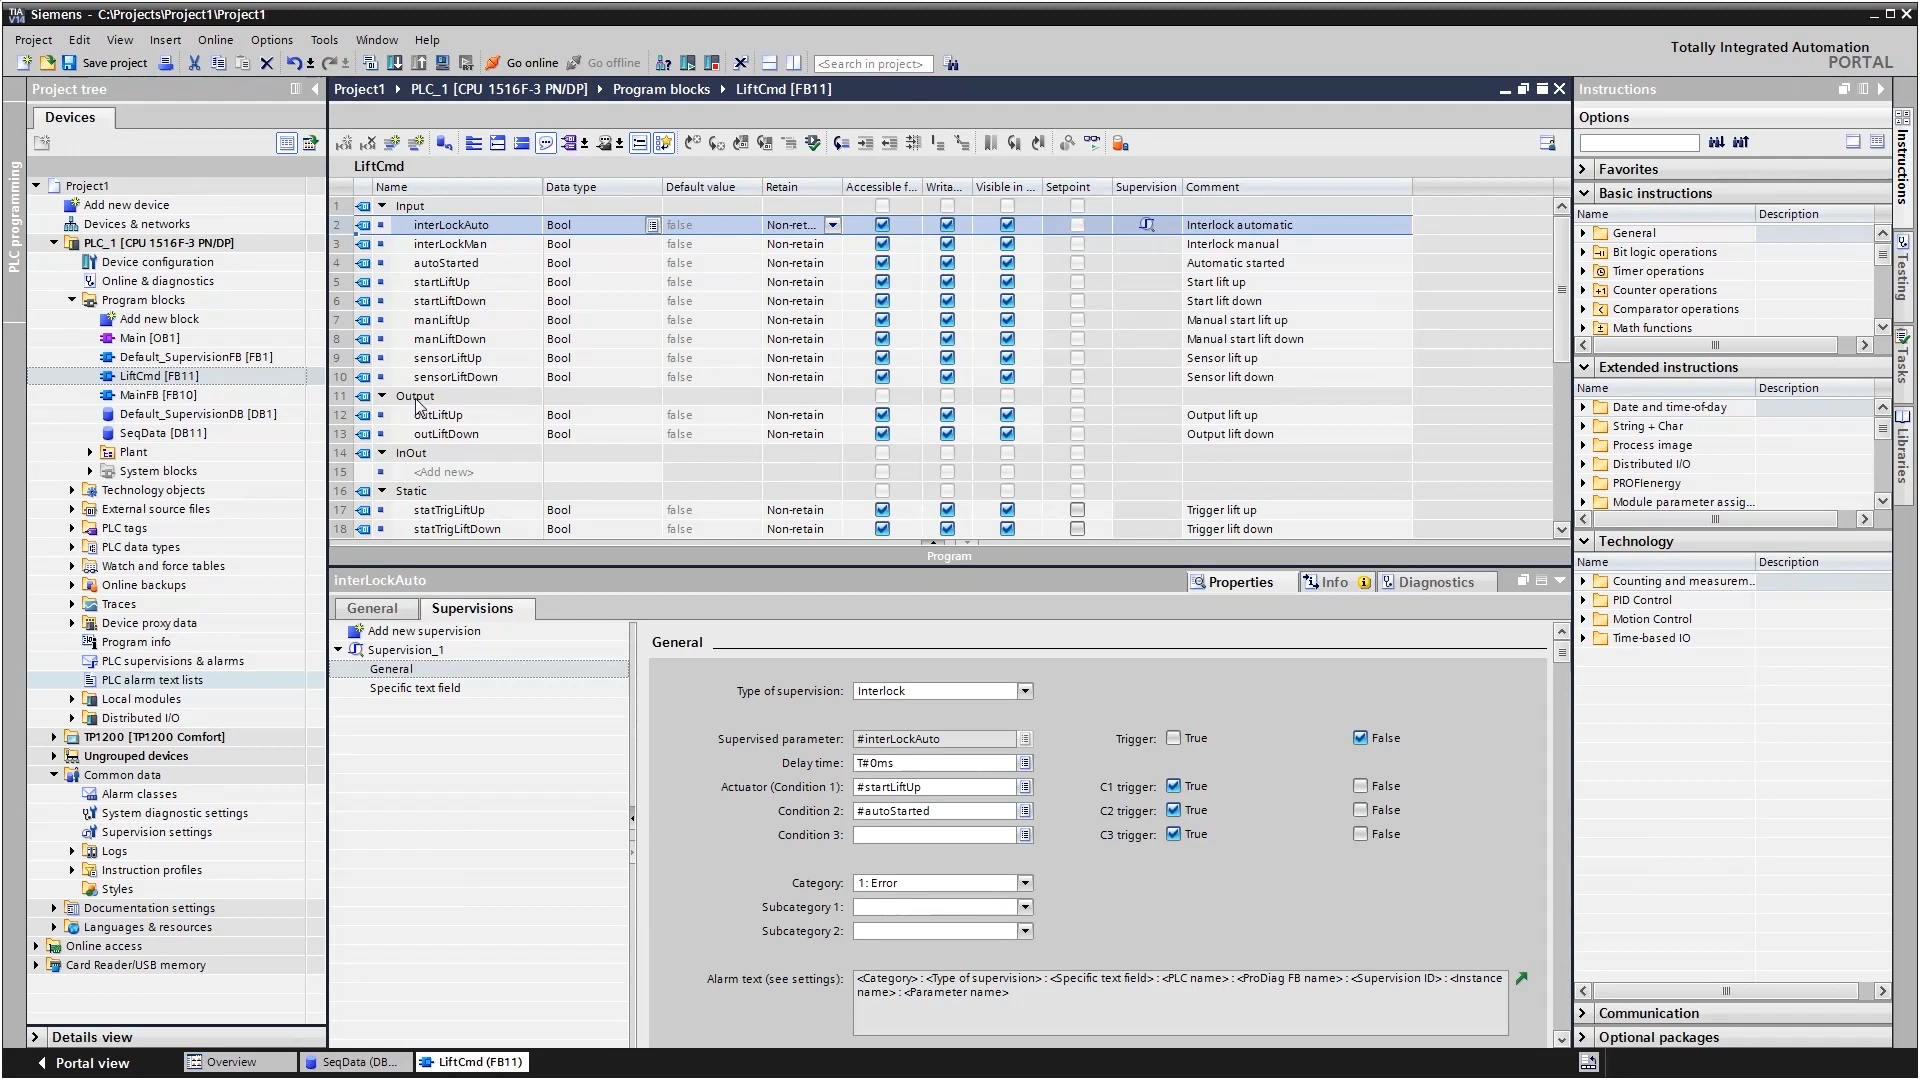 TIA V14 Siemens - C:\Projects\Project1\Project1
Project Edit View Insert Online Options Tools Window Help
Totally Integrated Automation
PORTAL
Save project Go online Go offline <Search in project>
Project tree
Project1 PLC_1 [CPU 1516F-3 PN/DP] Program blocks LiftCmd [FB11]
Instructions
Devices
Options
PLC programming
LiftCmd
Name Data type Default value Retain Accessible f... Writa... Visible in ... Setpoint Supervision Comment
1 Input
2 interLockAuto Bool false Non-ret... Interlock automatic
3 interLockMan Bool false Non-retain Interlock manual
4 autoStarted Bool false Non-retain Automatic started
5 startLiftUp Bool false Non-retain Start lift up
6 startLiftDown Bool false Non-retain Start lift down
7 manLiftUp Bool false Non-retain Manual start lift up
8 manLiftDown Bool false Non-retain Manual start lift down
9 sensorLiftUp Bool false Non-retain Sensor lift up
10 sensorLiftDown Bool false Non-retain Sensor lift down
11 Output
12 outLiftUp Bool false Non-retain Output lift up
13 outLiftDown Bool false Non-retain Output lift down
14 InOut
15 <Add new>
16 Static
17 statTrigLiftUp Bool false Non-retain Trigger lift up
18 statTrigLiftDown Bool false Non-retain Trigger lift down
Program
Project1
Add new device
Devices & networks
PLC_1 [CPU 1516F-3 PN/DP]
Device configuration
Online & diagnostics
Program blocks
Add new block
Main [OB1]
Default_SupervisionFB [FB1]
LiftCmd [FB11]
MainFB [FB10]
Default_SupervisionDB [DB1]
SeqData [DB11]
Plant
System blocks
Technology objects
External source files
PLC tags
PLC data types
Watch and force tables
Online backups
Traces
Device proxy data
Program info
PLC supervisions & alarms
PLC alarm text lists
Local modules
Distributed I/O
TP1200 [TP1200 Comfort]
Ungrouped devices
Common data
Alarm classes
System diagnostic settings
Supervision settings
Logs
Instruction profiles
Styles
Documentation settings
Languages & resources
Online access
Card Reader/USB memory
Details view
interLockAuto
Properties Info Diagnostics
General Supervisions
Add new supervision
Supervision_1
General
Specific text field
General
Type of supervision: Interlock
Supervised parameter: #interLockAuto Trigger: True False
Delay time: T#0ms
Actuator (Condition 1): #startLiftUp C1 trigger: True False
Condition 2: #autoStarted C2 trigger: True False
Condition 3: C3 trigger: True False
Category: 1: Error
Subcategory 1:
Subcategory 2:
Alarm text (see settings): <Category> : <Type of supervision> : <Specific text field> : <PLC name> : <ProDiag FB name> : <Supervision ID> : <Instance
name> : <Parameter name>
Favorites
Basic instructions
Name Description
General
Bit logic operations
Timer operations
Counter operations
Comparator operations
Math functions
Extended instructions
Name Description
Date and time-of-day
String + Char
Process image
Distributed I/O
PROFIenergy
Module parameter assig...
Technology
Name Description
Counting and measurem..
PID Control
Motion Control
Time-based IO
Communication
Optional packages
Instructions
Testing
Tasks
Libraries
Portal view Overview SeqData (DB... LiftCmd (FB11)